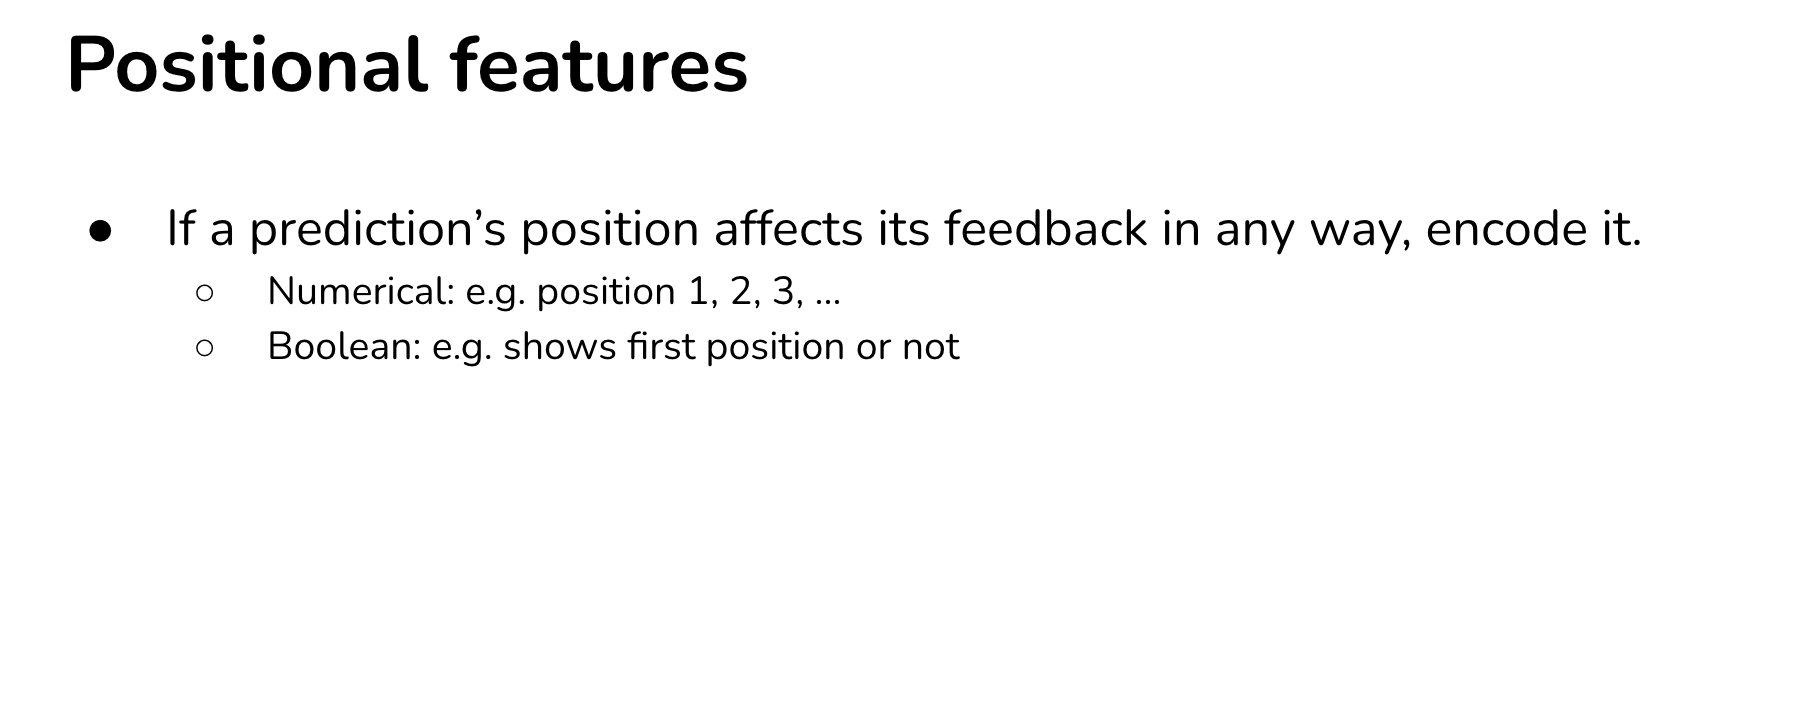 Positional features
● If a prediction’s position affects its feedback in any way, encode it.
○ Numerical: e.g. position 1, 2, 3, ...
○ Boolean: e.g. shows first position or not